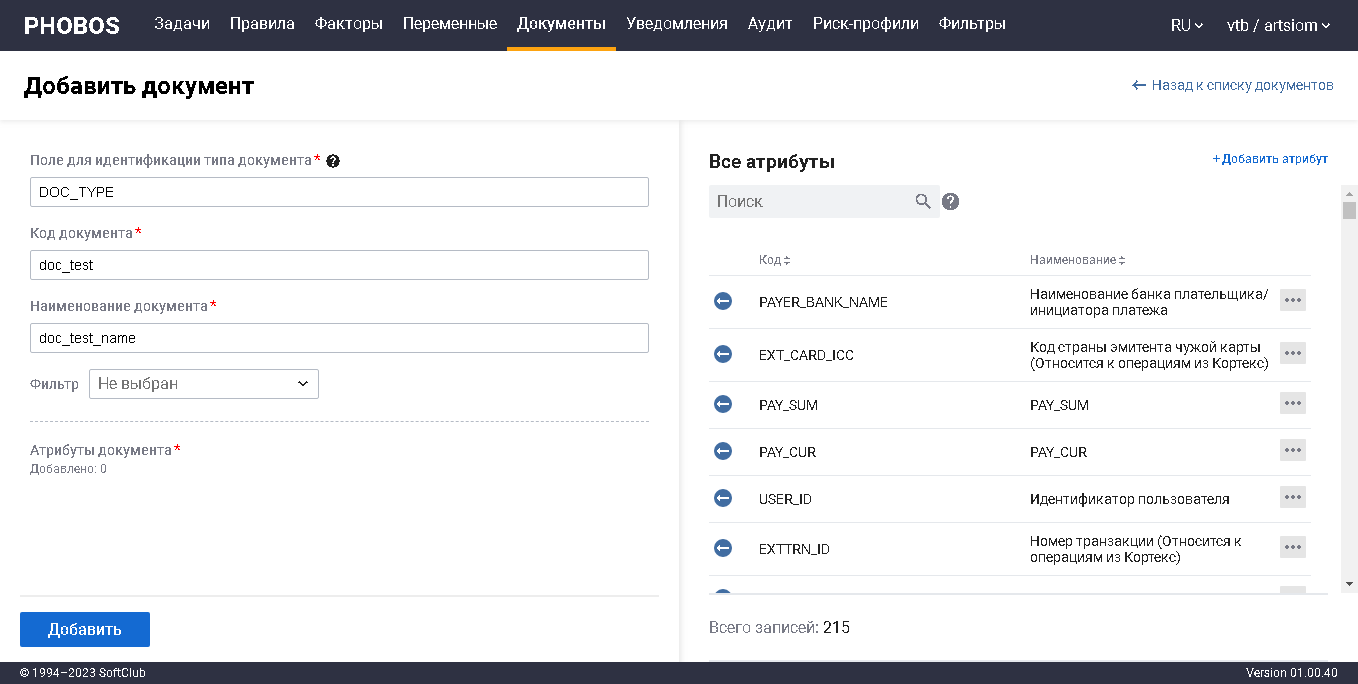 PHOBOS Задачи Правила Факторы Переменные Документы Уведомления Аудит Риск-профили Фильтры RU vtb / artsiom
Добавить документ
← Назад к списку документов
Поле для идентификации типа документа* ?
DOC_TYPE
Код документа*
doc_test
Наименование документа*
doc_test_name
Фильтр Не выбран
Атрибуты документа*
Добавлено: 0
Добавить
Все атрибуты
+Добавить атрибут
Поиск ?
Код Наименование
PAYER_BANK_NAME Наименование банка плательщика/
инициатора платежа
EXT_CARD_ICC Код страны эмитента чужой карты
(Относится к операциям из Кортекс)
PAY_SUM PAY_SUM
PAY_CUR PAY_CUR
USER_ID Идентификатор пользователя
EXTTRN_ID Номер транзакции (Относится к
операциям из Кортекс)
Всего записей: 215
© 1994–2023 SoftClub Version 01.00.40